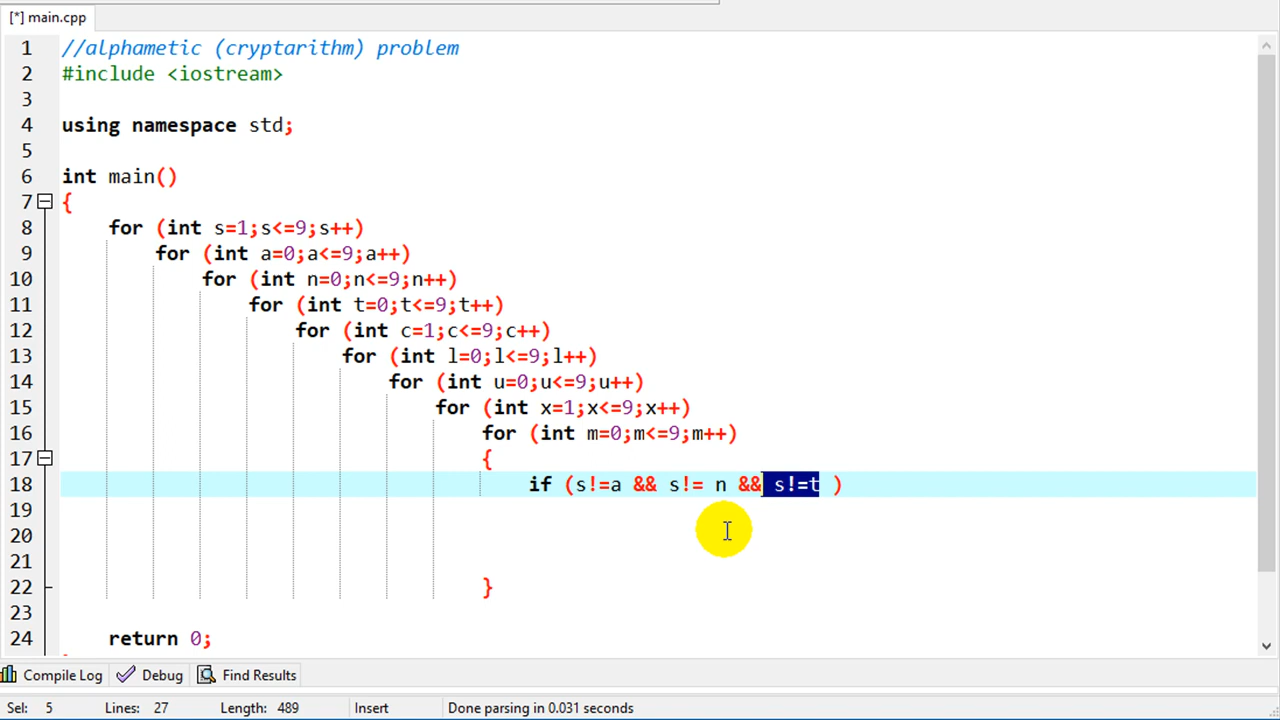 [*] main.cpp
1 //alphametic (cryptarithm) problem
2 #include <iostream>
3
4 using namespace std;
5
6 int main()
7 {
8 for (int s=1;s<=9;s++)
9 for (int a=0;a<=9;a++)
10 for (int n=0;n<=9;n++)
11 for (int t=0;t<=9;t++)
12 for (int c=1;c<=9;c++)
13 for (int l=0;l<=9;l++)
14 for (int u=0;u<=9;u++)
15 for (int x=1;x<=9;x++)
16 for (int m=0;m<=9;m++)
17 {
18 if (s!=a && s!= n && s!=t )
19
20
21
22 }
23
24 return 0;
Compile Log Debug Find Results
Sel: 5 Lines: 27 Length: 489 Insert Done parsing in 0.031 seconds